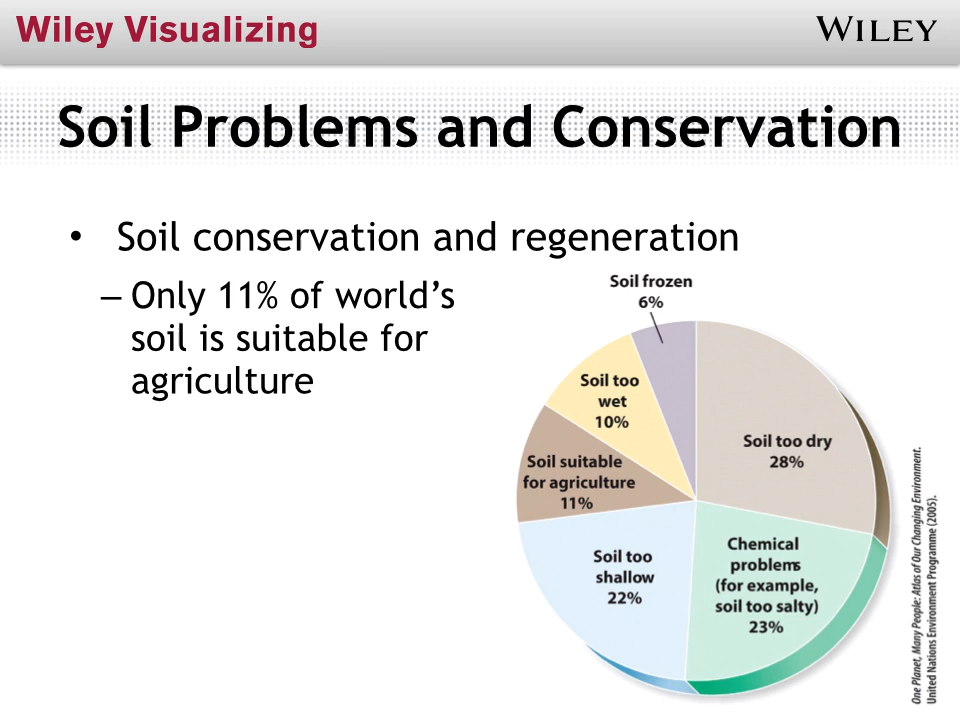 Wiley Visualizing
WILEY
Soil Problems and Conservation
• Soil conservation and regeneration
– Only 11% of world’s
soil is suitable for
agriculture
Soil frozen
6%
Soil too
wet
10%
Soil suitable
for agriculture
11%
Soil too dry
28%
Soil too
shallow
22%
Chemical
problems
(for example,
soil too salty)
23%
One Planet, Many People: Atlas of Our Changing Environment.
United Nations Environment Programme (2005).